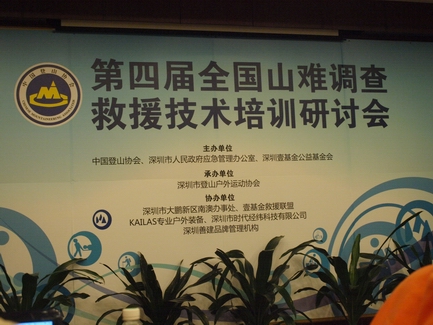 中国登山协会
第四届全国山难调查
救援技术培训研讨会
主办单位
中国登山协会、深圳市人民政府应急管理办公室、深圳壹基金公益基金会
承办单位
深圳市登山户外运动协会
协办单位
深圳市大鹏新区南澳办事处、壹基金救援联盟
KAILAS专业户外装备、深圳市时代经纬科技有限公司
深圳善建品牌管理机构